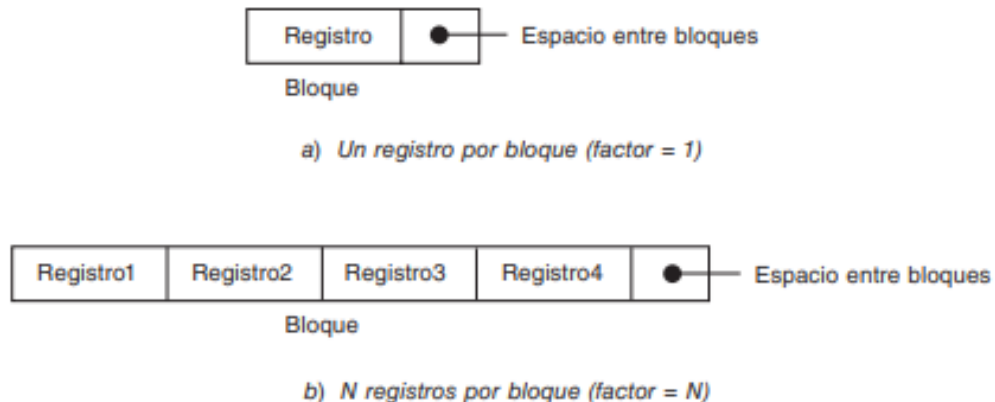 Registro
Espacio entre bloques
Bloque
a) Un registro por bloque (factor = 1)
Registro1 Registro2 Registro3 Registro4
Espacio entre bloques
Bloque
b) N registros por bloque (factor = N)